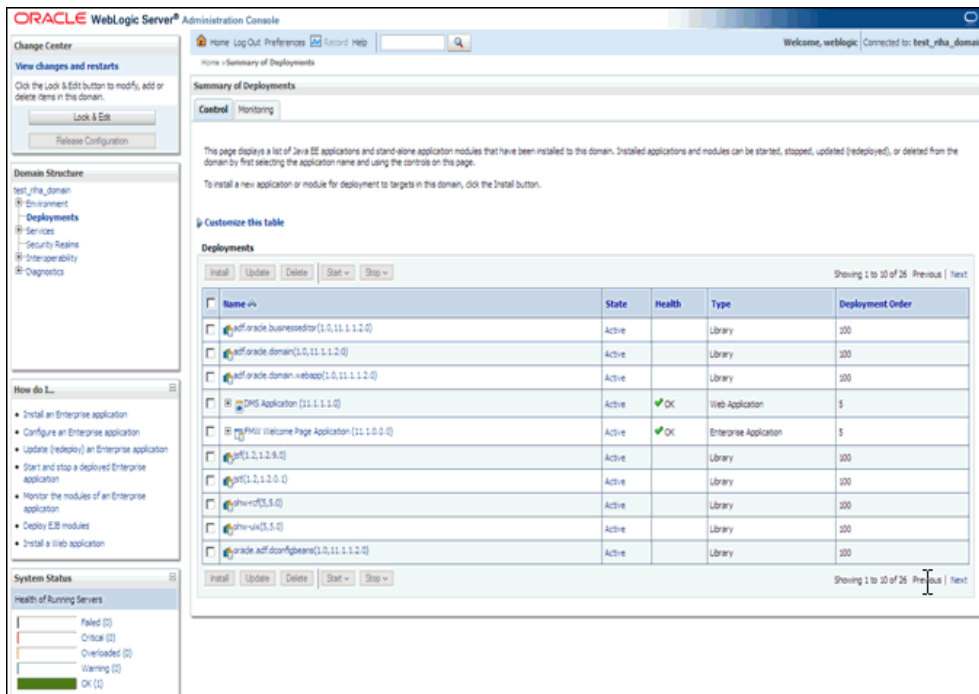 ORACLE WebLogic Server® Administration Console
Change Center
View changes and restarts
Click the Lock & Edit button to modify, add or
delete items in this domain.
Lock & Edit
Release Configuration
Domain Structure
test_riha_domain
Environment
Deployments
Services
Security Realms
Interoperability
Diagnostics
How do I...
Install an Enterprise application
Configure an Enterprise application
Update (redeploy) an Enterprise application
Start and stop a deployed Enterprise
application
Monitor the modules of an Enterprise
application
Deploy EJB modules
Install a Web application
System Status
Health of Running Servers
Failed (0)
Critical (0)
Overloaded (0)
Warning (0)
OK (1)
Home Log Out Preferences Record Help
Welcome, weblogic Connected to: test_riha_domain
Home >Summary of Deployments
Summary of Deployments
Control Monitoring
This page displays a list of Java EE applications and stand-alone application modules that have been installed to this domain. Installed applications and modules can be started, stopped, updated (redeployed), or deleted from the
domain by first selecting the application name and using the controls on this page.
To install a new application or module for deployment to targets in this domain, click the Install button.
Customize this table
Deployments
Install Update Delete Start Stop Showing 1 to 10 of 26 Previous | Next
Name State Health Type Deployment Order
adf.oracle.businesseditor(1.0,11.1.1.2.0) Active Library 100
adf.oracle.domain(1.0,11.1.1.2.0) Active Library 100
adf.oracle.domain.webapp(1.0,11.1.1.2.0) Active Library 100
DMS Application (11.1.1.1.0) Active OK Web Application 5
FMW Welcome Page Application (11.1.0.0.0) Active OK Enterprise Application 5
jsf(1.2,1.2.9.0) Active Library 100
jstl(1.2,1.2.0.1) Active Library 100
ohw-rcf(5,5.0) Active Library 100
ohw-uix(5,5.0) Active Library 100
oracle.adf.dconfigbeans(1.0,11.1.1.2.0) Active Library 100
Install Update Delete Start Stop Showing 1 to 10 of 26 Previous | Next